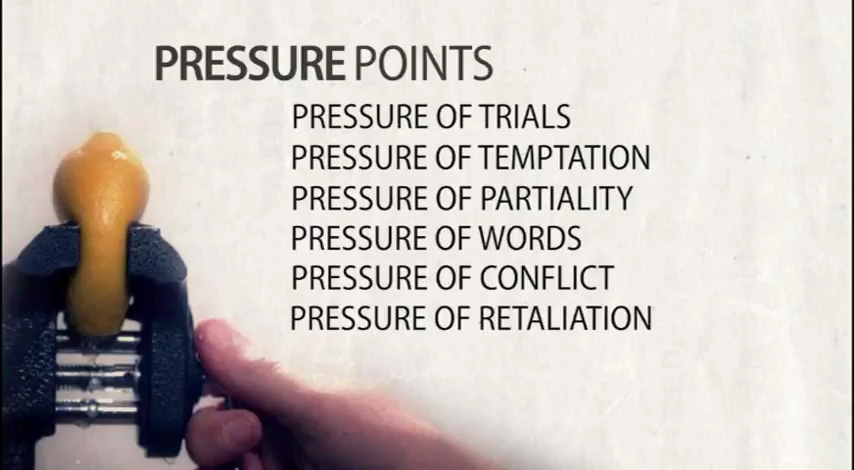 PRESSURE POINTS
PRESSURE OF TRIALS
PRESSURE OF TEMPTATION
PRESSURE OF PARTIALITY
PRESSURE OF WORDS
PRESSURE OF CONFLICT
PRESSURE OF RETALIATION